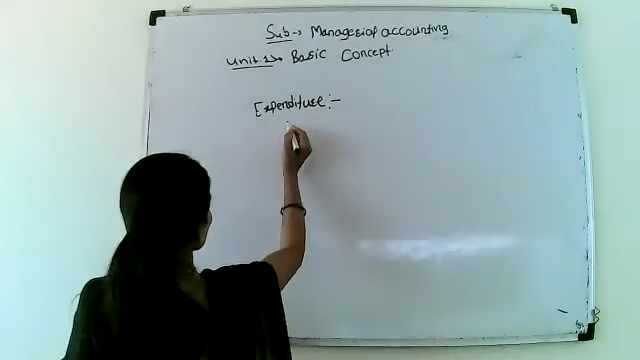 Sub→ Managerial accounting
Unit 1→ Basic Concept
Expenditure:-